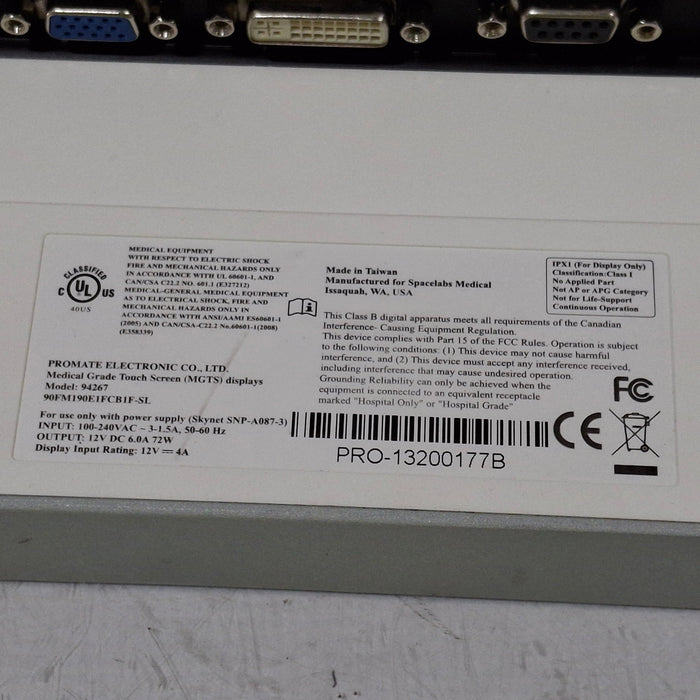 C UL US
CLASSIFIED
40US
MEDICAL EQUIPMENT
WITH RESPECT TO ELECTRIC SHOCK
FIRE AND MECHANICAL HAZARDS ONLY
IN ACCORDANCE WITH UL 60601-1, AND
CAN/CSA C22.2 NO. 601.1 (E327212)
MEDICAL-GENERAL MEDICAL EQUIPMENT
AS TO ELECTRICAL SHOCK, FIRE AND
MECHANICAL HAZARDS ONLY IN
ACCORDANCE WITH ANSI/AAMI ES60601-1
(2005) AND CAN/CSA-C22.2 No.60601-1(2008)
(E358339)
PROMATE ELECTRONIC CO., LTD.
Medical Grade Touch Screen (MGTS) displays
Model: 94267
90FM190E1FCB1F-SL
For use only with power supply (Skynet SNP-A087-3)
INPUT: 100-240VAC ~ 3-1.5A, 50-60 Hz
OUTPUT: 12V DC 6.0A 72W
Display Input Rating: 12V ⎓ 4A
Made in Taiwan
Manufactured for Spacelabs Medical
Issaquah, WA, USA
IPX1 (For Display Only)
Classification:Class I
No Applied Part
Not AP or APG Category
Not for Life-Support
Continuous Operation
This Class B digital apparatus meets all requirements of the Canadian
Interference- Causing Equipment Regulation.
This device complies with Part 15 of the FCC Rules. Operation is subject
to the following conditions: (1) This device may not cause harmful
interference, and (2) This device must accept any interference received,
including interference that may cause undesired operation.
Grounding Reliability can only be achieved when the
equipment is connected to an equivalent receptacle
marked "Hospital Only" or "Hospital Grade"
FC
CE
PRO-13200177B